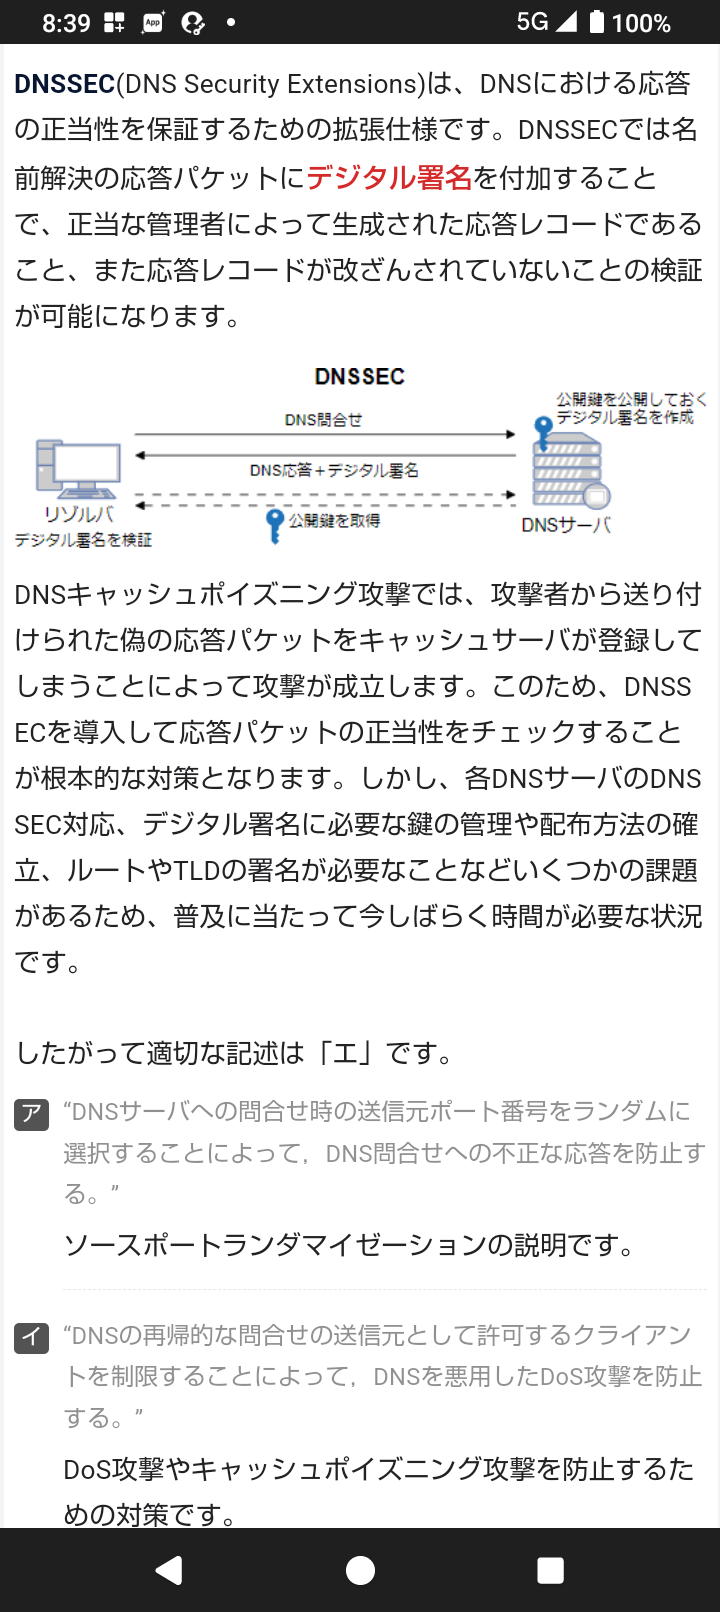 8:39 App 5G 100%
DNSSEC(DNS Security Extensions)は、DNSにおける応答
の正当性を保証するための拡張仕様です。DNSSECでは名
前解決の応答パケットにデジタル署名を付加すること
で、正当な管理者によって生成された応答レコードである
こと、また応答レコードが改ざんされていないことの検証
が可能になります。
DNSSEC
公開鍵を公開しておく
デジタル署名を作成
DNS問合せ
DNS応答+デジタル署名
公開鍵を取得
リゾルバ
デジタル署名を検証
DNSサーバ
DNSキャッシュポイズニング攻撃では、攻撃者から送り付
けられた偽の応答パケットをキャッシュサーバが登録して
しまうことによって攻撃が成立します。このため、DNSS
ECを導入して応答パケットの正当性をチェックすること
が根本的な対策となります。しかし、各DNSサーバのDNS
SEC対応、デジタル署名に必要な鍵の管理や配布方法の確
立、ルートやTLDの署名が必要なことなどいくつかの課題
があるため、普及に当たって今しばらく時間が必要な状況
です。
したがって適切な記述は「エ」です。
ア “DNSサーバへの問合せ時の送信元ポート番号をランダムに
選択することによって，DNS問合せへの不正な応答を防止す
る。”
ソースポートランダマイゼーションの説明です。
イ “DNSの再帰的な問合せの送信元として許可するクライアン
トを制限することによって，DNSを悪用したDoS攻撃を防止
する。”
DoS攻撃やキャッシュポイズニング攻撃を防止するた
めの対策です。